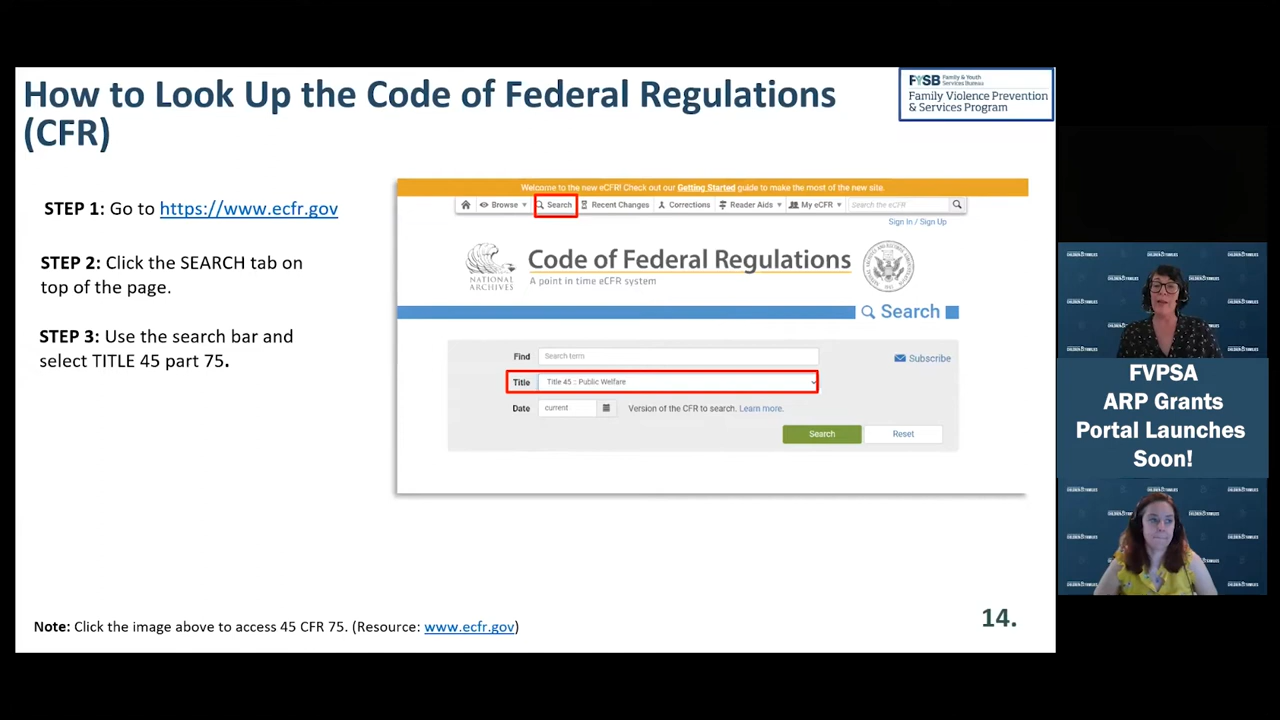 How to Look Up the Code of Federal Regulations
(CFR)
FYSB Family & Youth
Services Bureau
Family Violence Prevention
& Services Program
STEP 1: Go to https://www.ecfr.gov
STEP 2: Click the SEARCH tab on
top of the page.
STEP 3: Use the search bar and
select TITLE 45 part 75.
Welcome to the new eCFR! Check out our Getting Started guide to make the most of the new site.
Browse Search Recent Changes Corrections Reader Aids My eCFR Search the eCFR
Sign In / Sign Up
NATIONAL
ARCHIVES
Code of Federal Regulations
A point in time eCFR system
Search
Find Search term
Subscribe
Title Title 45 :: Public Welfare
Date current Version of the CFR to search. Learn more.
Search Reset
Note: Click the image above to access 45 CFR 75. (Resource: www.ecfr.gov)
14.
FVPSA
ARP Grants
Portal Launches
Soon!